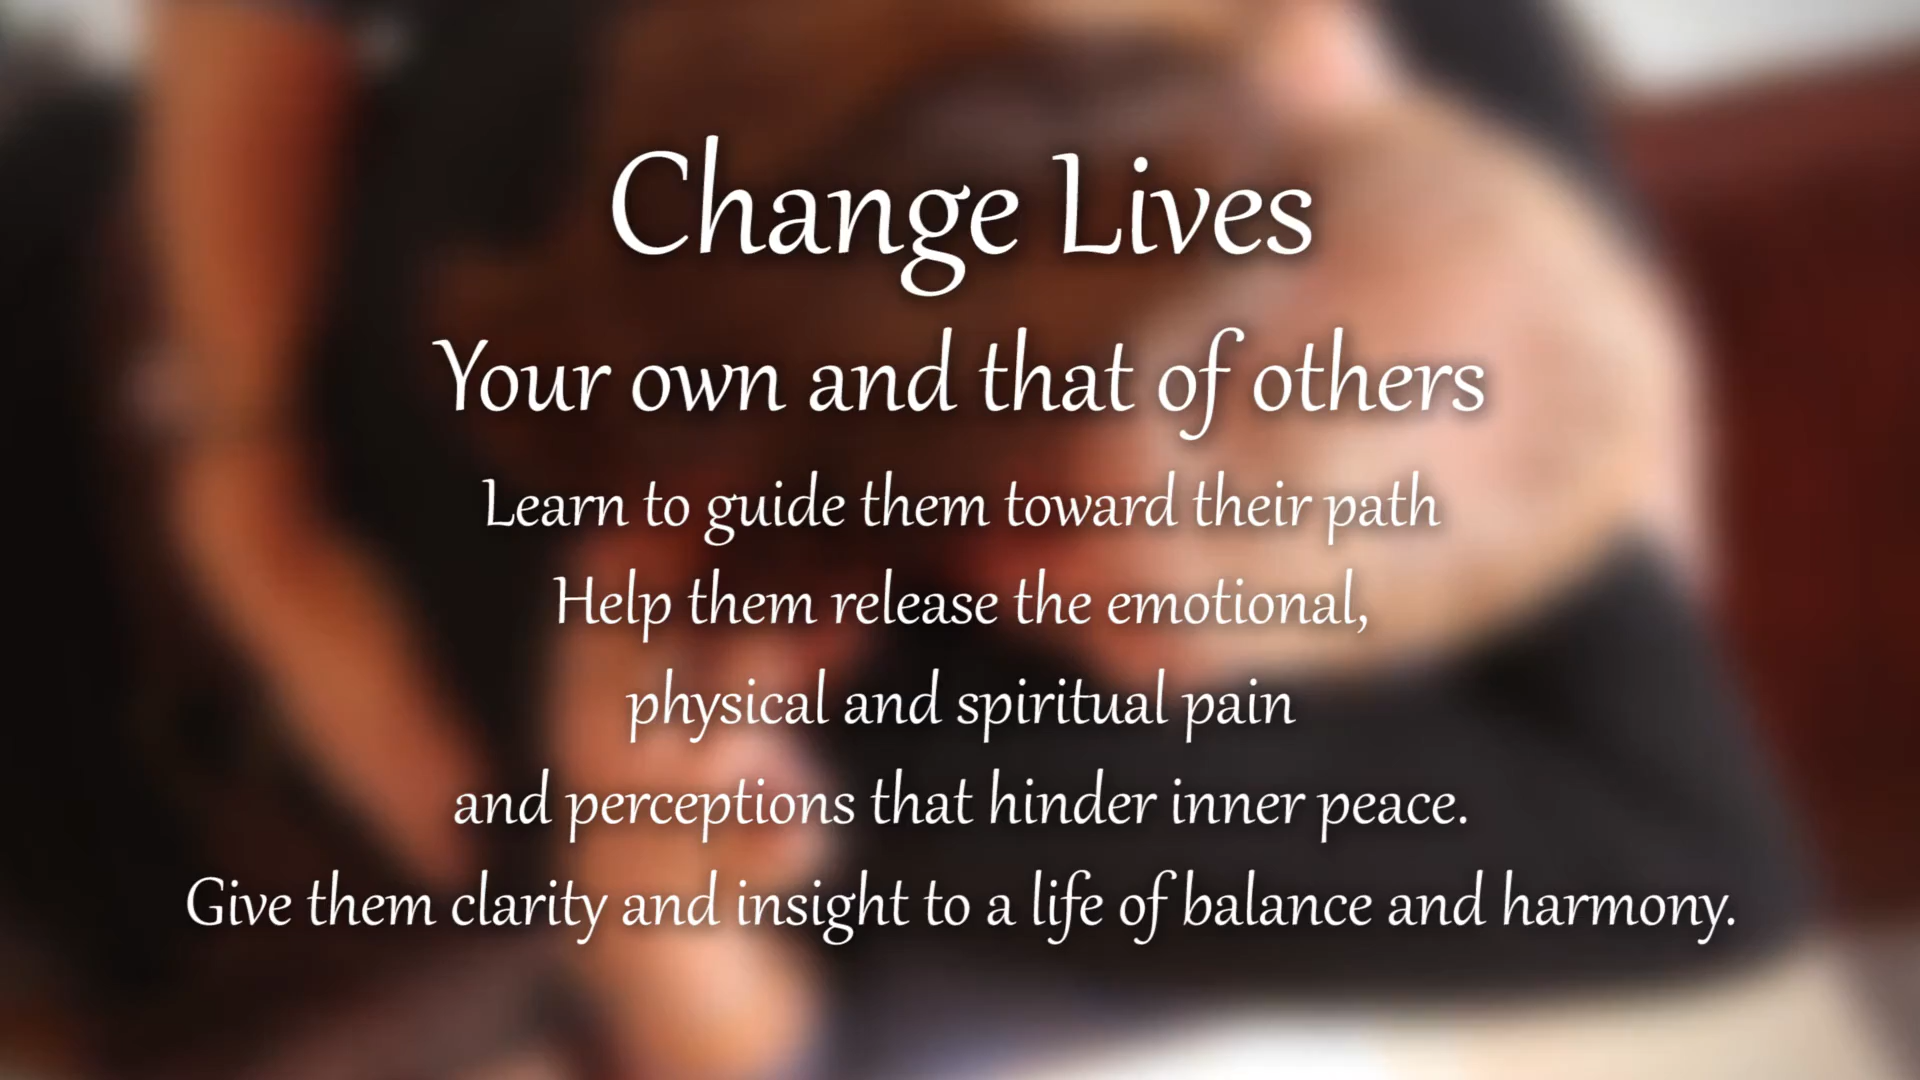 Change Lives
Your own and that of others
Learn to guide them toward their path
Help them release the emotional,
physical and spiritual pain
and perceptions that hinder inner peace.
Give them clarity and insight to a life of balance and harmony.